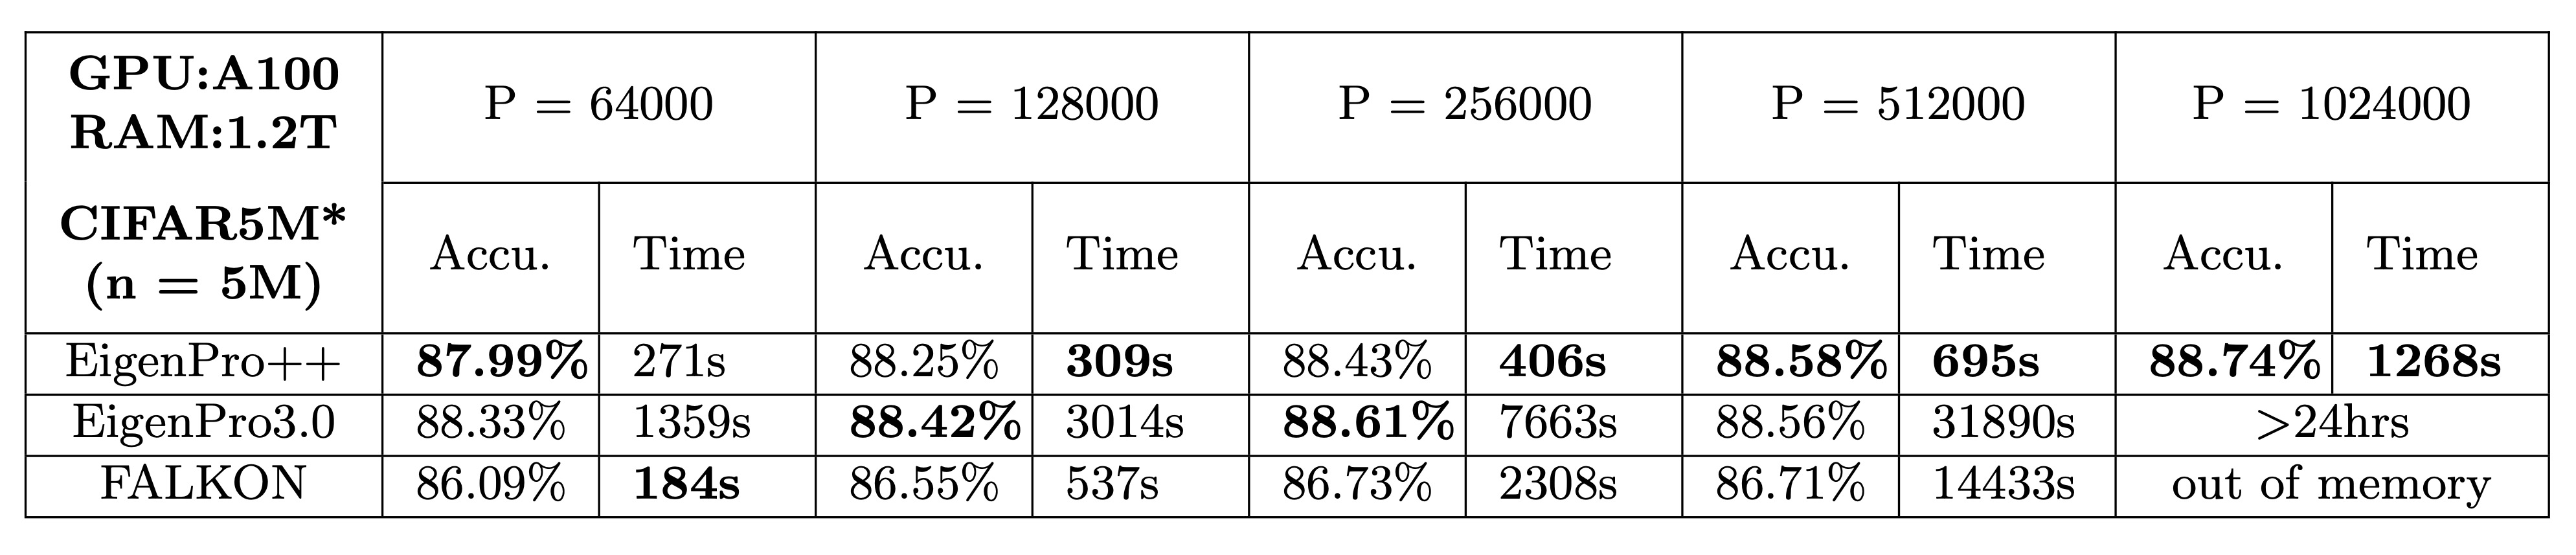 GPU:A100
RAM:1.2T
CIFAR5M*
(n = 5M)
P = 64000 P = 128000 P = 256000 P = 512000 P = 1024000
Accu. Time Accu. Time Accu. Time Accu. Time Accu. Time
EigenPro++ 87.99% 271s 88.25% 309s 88.43% 406s 88.58% 695s 88.74% 1268s
EigenPro3.0 88.33% 1359s 88.42% 3014s 88.61% 7663s 88.56% 31890s >24hrs
FALKON 86.09% 184s 86.55% 537s 86.73% 2308s 86.71% 14433s out of memory